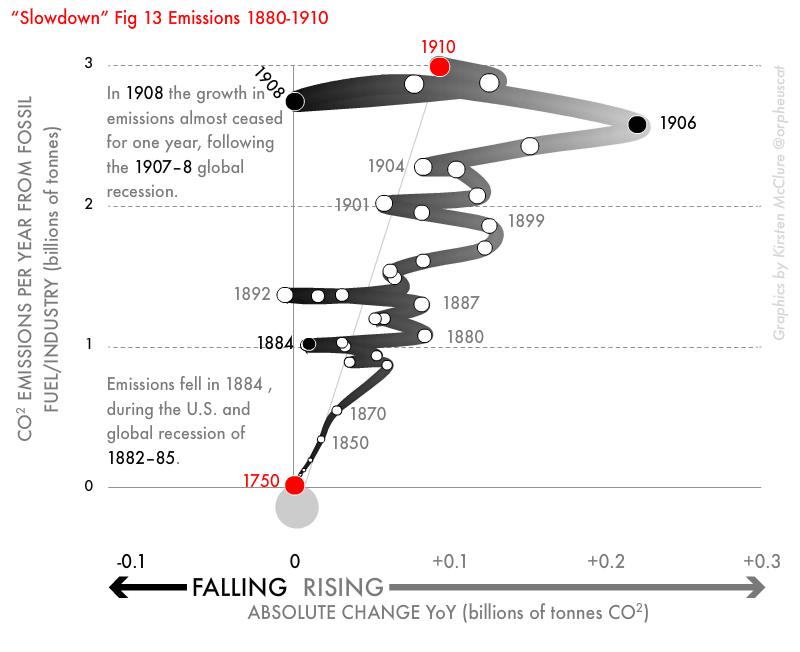 “Slowdown” Fig 13 Emissions 1880-1910
1910
3
1908
In 1908 the growth in
emissions almost ceased
for one year, following
the 1907–8 global
recession.
1906
1904
2
1901
1899
1892
1887
1880
1884
1
Emissions fell in 1884 ,
during the U.S. and
global recession of
1882–85.
1870
1850
1750
0
CO² EMISSIONS PER YEAR FROM FOSSIL
FUEL/INDUSTRY (billions of tonnes)
Graphics by Kirsten McClure @orpheuscat
-0.1 0 +0.1 +0.2 +0.3
FALLING RISING
ABSOLUTE CHANGE YoY (billions of tonnes CO²)